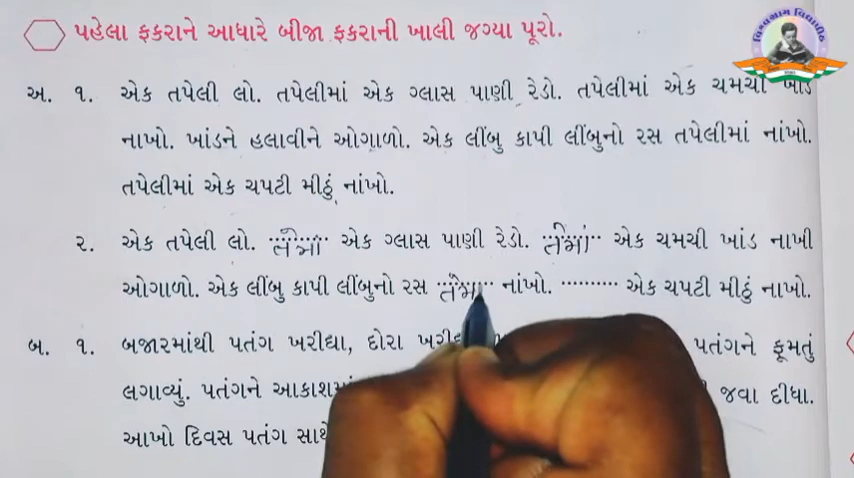 પહેલા ફકરાને આધારે બીજા ફકરાની ખાલી જગ્યા પૂરો.
વિશ્વગ્રામ વિદ્યાપીઠ
અ. ૧. એક તપેલી લો. તપેલીમાં એક ગ્લાસ પાણી રેડો. તપેલીમાં એક ચમચી ખાંડ
નાખો. ખાંડને હલાવીને ઓગાળો. એક લીંબુ કાપી લીંબુનો રસ તપેલીમાં નાંખો.
તપેલીમાં એક ચપટી મીઠું નાંખો.
૨. એક તપેલી લો. તેમાં એક ગ્લાસ પાણી રેડો. તેમાં એક ચમચી ખાંડ નાખી
ઓગાળો. એક લીંબુ કાપી લીંબુનો રસ તેમા નાંખો. .......... એક ચપટી મીઠું નાખો.
બ. ૧. બજારમાંથી પતંગ ખરીદ્યા, દોરા પતંગને ફૂમતું
લગાવ્યું. પતંગને જવા દીધા.
આખો દિવસ પતંગ